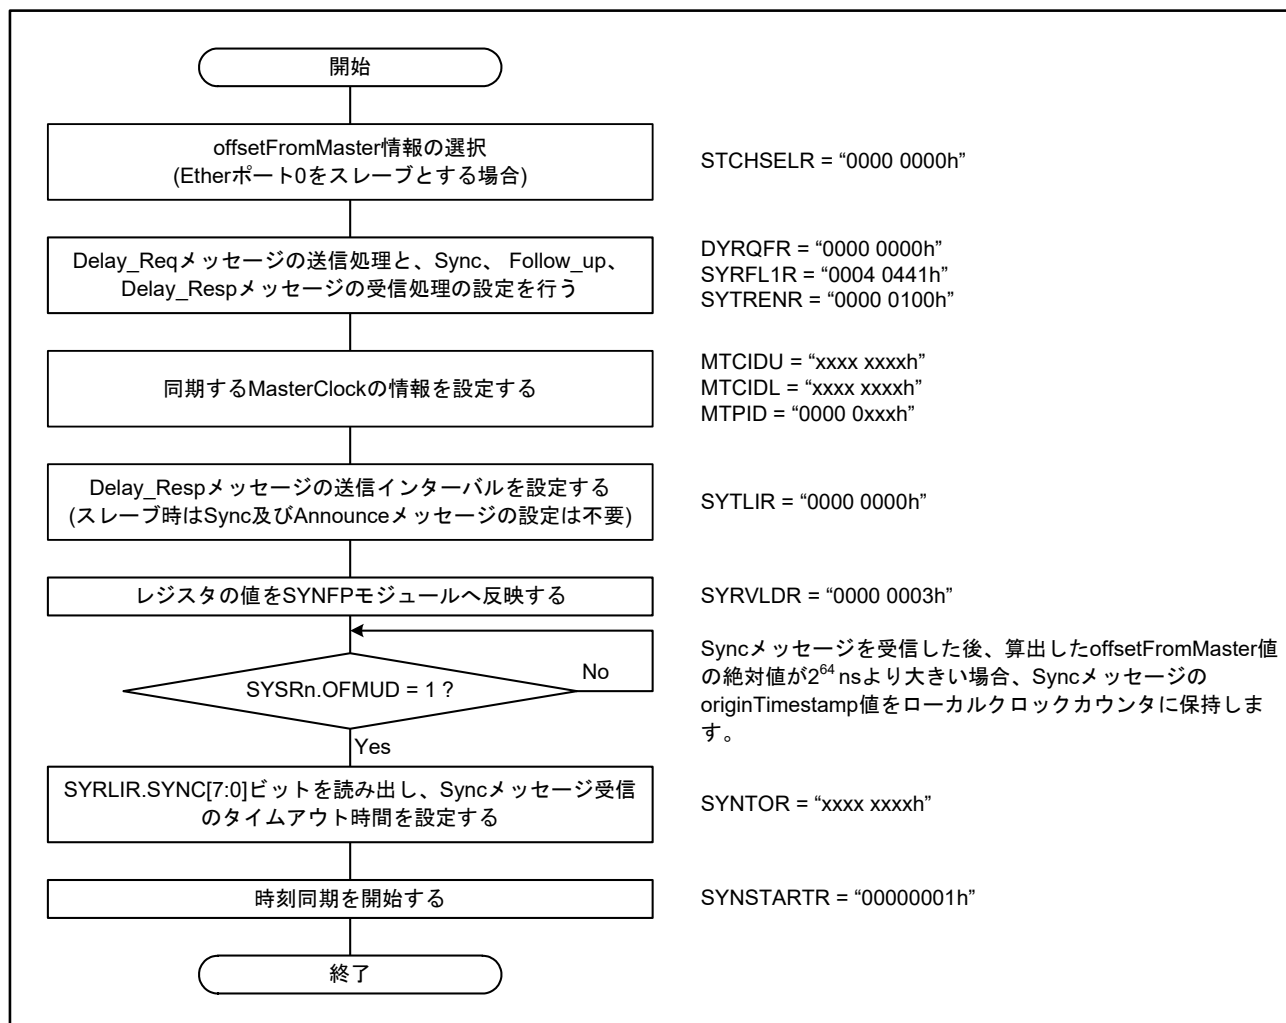 開始
offsetFromMaster情報の選択
(Etherポート0をスレーブとする場合)
STCHSELR = “0000 0000h”
Delay_Reqメッセージの送信処理と、Sync、 Follow_up、
Delay_Respメッセージの受信処理の設定を行う
DYRQFR = “0000 0000h”
SYRFL1R = “0004 0441h”
SYTRENR = “0000 0100h”
同期するMasterClockの情報を設定する
MTCIDU = “xxxx xxxxh”
MTCIDL = “xxxx xxxxh”
MTPID = “0000 0xxxh”
Delay_Respメッセージの送信インターバルを設定する
(スレーブ時はSync及びAnnounceメッセージの設定は不要)
SYTLIR = “0000 0000h”
レジスタの値をSYNFPモジュールへ反映する
SYRVLDR = “0000 0003h”
SYSRn.OFMUD = 1 ?
No
Yes
Syncメッセージを受信した後、算出したoffsetFromMaster値
の絶対値が2^64 nsより大きい場合、Syncメッセージの
originTimestamp値をローカルクロックカウンタに保持しま
す。
SYRLIR.SYNC[7:0]ビットを読み出し、Syncメッセージ受信
のタイムアウト時間を設定する
SYNTOR = “xxxx xxxxh”
時刻同期を開始する
SYNSTARTR = “00000001h”
終了